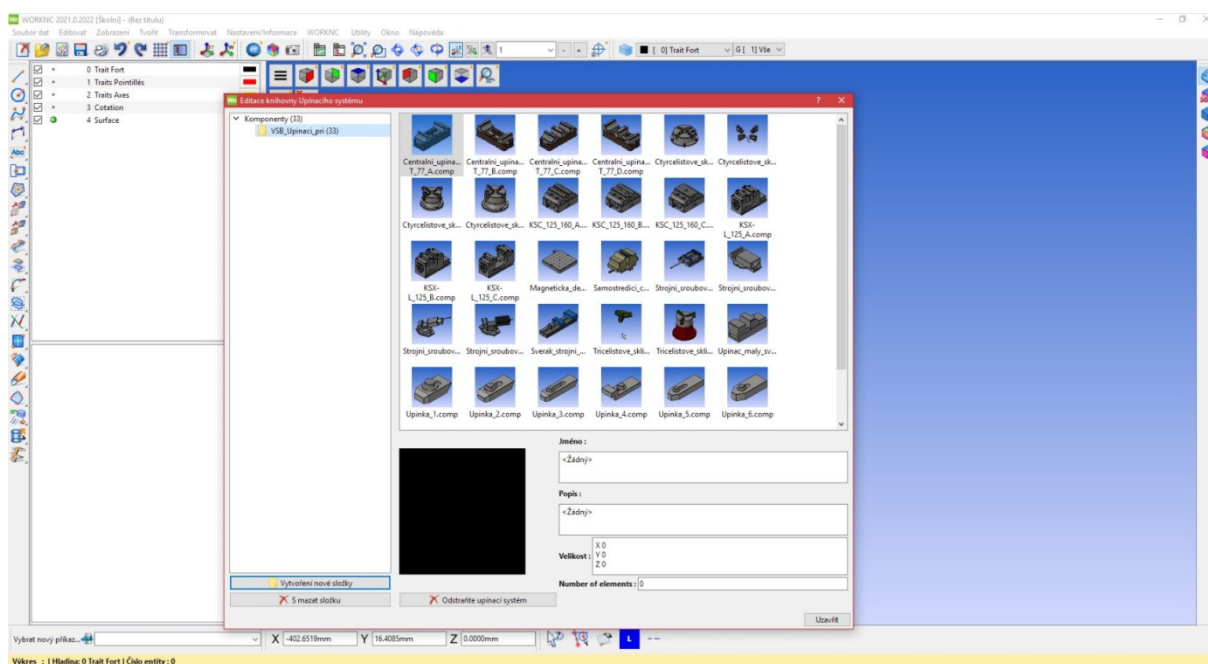 WORKNC 2021.0.2022 [Školní] - (Bez titulu)
Soubor dat Editovat Zobrazení Tvořit Transformovat Nastavení/Informace WORKNC Utility Okno Nápověda
1
[ 0] Trait Fort
G [ 1] Vše
0 Trait Fort
1 Traits Pointillés
2 Traits Axes
3 Cotation
4 Surface
Abc
Editace knihovny Upínacího systému
? ×
Komponenty (33)
VSB_Upinaci_pri (33)
Centralni_upina... T_77_A.comp
Centralni_upina... T_77_B.comp
Centralni_upina... T_77_C.comp
Centralni_upina... T_77_D.comp
Ctyrcelistove_sk...
Ctyrcelistove_sk...
Ctyrcelistove_sk...
Ctyrcelistove_sk...
KSC_125_160_A...
KSC_125_160_B...
KSC_125_160_C...
KSX-L_125_A.comp
KSX-L_125_B.comp
KSX-L_125_C.comp
Magneticka_de...
Samostredici_c...
Strojni_sroubov...
Strojni_sroubov...
Strojni_sroubov...
Strojni_sroubov...
Sverak_strojni_...
Tricelistove_skli...
Tricelistove_skli...
Upinac_maly_sv...
Upinka_1.comp
Upinka_2.comp
Upinka_3.comp
Upinka_4.comp
Upinka_5.comp
Upinka_6.comp
Jméno :
<Žádný>
Popis :
<Žádný>
Velikost :
X 0
Y 0
Z 0
Number of elements : 0
Vytvoření nové složky
S mazat složku
Odstraňte upínací systém
Uzavřít
Vybrat nový příkaz...
X -402.6519mm
Y 16.4085mm
Z 0.0000mm
L
Výkres : | Hladina: 0 Trait Fort | Číslo entity : 0